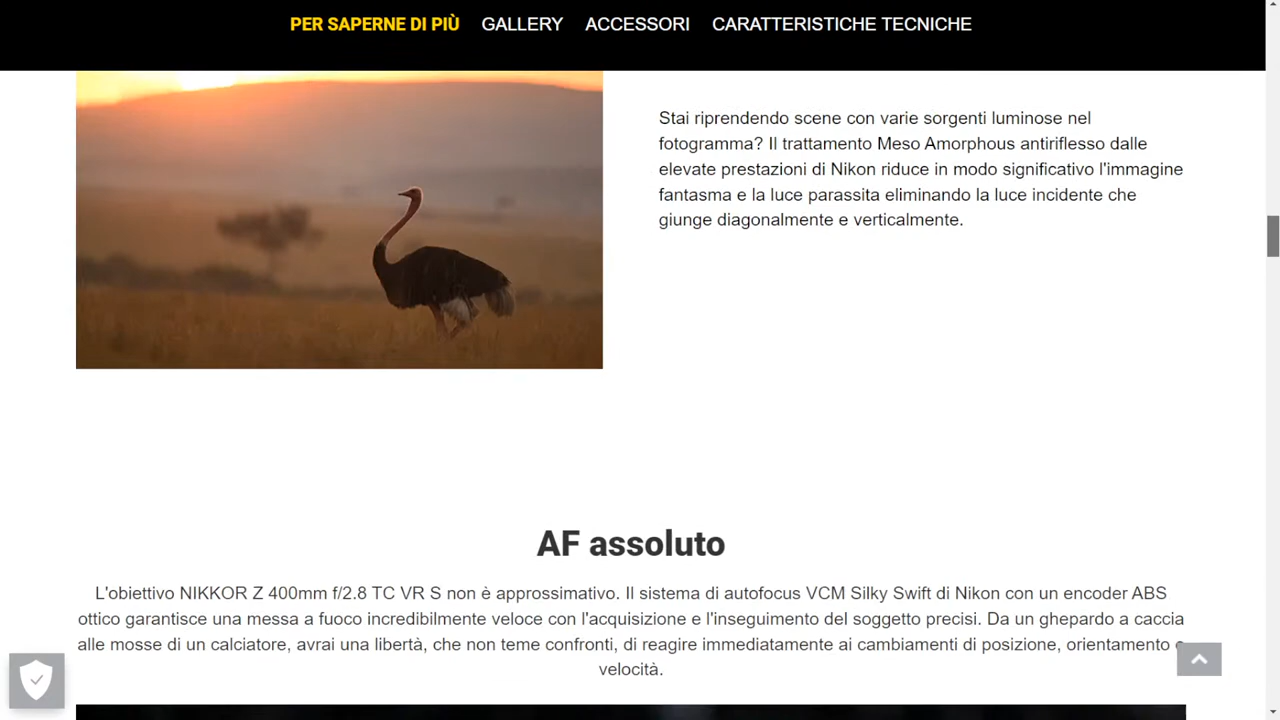 PER SAPERNE DI PIÙ GALLERY ACCESSORI CARATTERISTICHE TECNICHE
Stai riprendendo scene con varie sorgenti luminose nel
fotogramma? Il trattamento Meso Amorphous antiriflesso dalle
elevate prestazioni di Nikon riduce in modo significativo l'immagine
fantasma e la luce parassita eliminando la luce incidente che
giunge diagonalmente e verticalmente.
AF assoluto
L'obiettivo NIKKOR Z 400mm f/2.8 TC VR S non è approssimativo. Il sistema di autofocus VCM Silky Swift di Nikon con un encoder ABS
ottico garantisce una messa a fuoco incredibilmente veloce con l'acquisizione e l'inseguimento del soggetto precisi. Da un ghepardo a caccia
alle mosse di un calciatore, avrai una libertà, che non teme confronti, di reagire immediatamente ai cambiamenti di posizione, orientamento e
velocità.